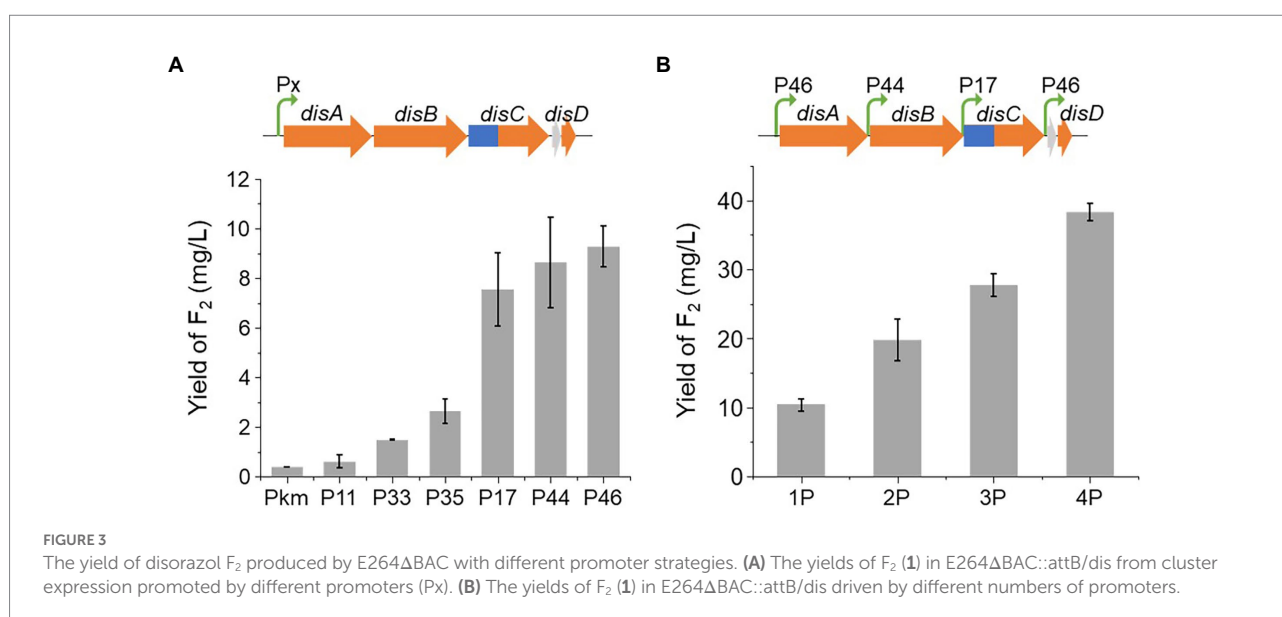 A
Px
disA disB disC disD
Yield of F₂ (mg/L)
12
10
8
6
4
2
0
Pkm P11 P33 P35 P17 P44 P46
B
P46 P44 P17 P46
disA disB disC disD
Yield of F₂ (mg/L)
40
30
20
10
0
1P 2P 3P 4P
FIGURE 3
The yield of disorazol F₂ produced by E264ΔBAC with different promoter strategies. (A) The yields of F₂ (1) in E264ΔBAC::attB/dis from cluster
expression promoted by different promoters (Px). (B) The yields of F₂ (1) in E264ΔBAC::attB/dis driven by different numbers of promoters.